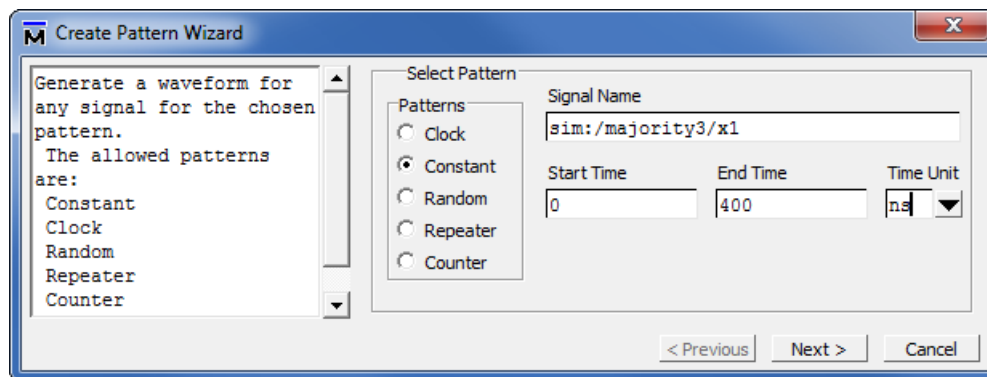 M Create Pattern Wizard
X
Generate a waveform for
any signal for the chosen
pattern.
The allowed patterns
are:
Constant
Clock
Random
Repeater
Counter
Select Pattern
Patterns
Clock
Constant
Random
Repeater
Counter
Signal Name
sim:/majority3/x1
Start Time End Time Time Unit
0 400 ns
< Previous Next > Cancel